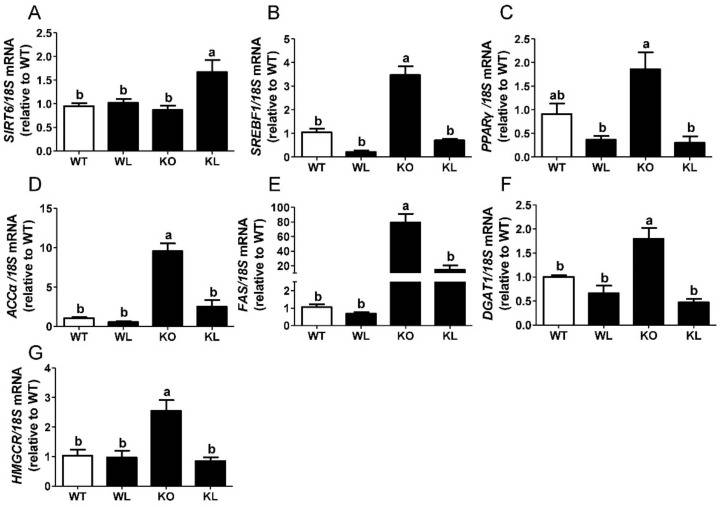 A
SIRT6/18S mRNA
(relative to WT)
2.5
2.0
1.5
1.0
0.5
b
b
b
a
WT
WL
KO
KL
B
SREBF1/18S mRNA
(relative to WT)
5
4
3
2
1
0
b
b
a
b
WT
WL
KO
KL
C
PPARγ /18S mRNA
(relative to WT)
2.5
2.0
1.5
1.0
0.5
0.0
ab
b
a
b
WT
WL
KO
KL
D
ACCα /18S mRNA
(relative to WT)
15
10
5
0
b
b
a
b
WT
WL
KO
KL
E
FAS/18S mRNA
(relative to WT)
100
80
60
40
20
2
1
0
b
b
a
b
WT
WL
KO
KL
F
DGAT1/18S mRNA
(relative to WT)
2.5
2.0
1.5
1.0
0.5
0.0
b
b
a
b
WT
WL
KO
KL
G
HMGCR/18S mRNA
(relative to WT)
4
3
2
1
0
b
b
a
b
WT
WL
KO
KL